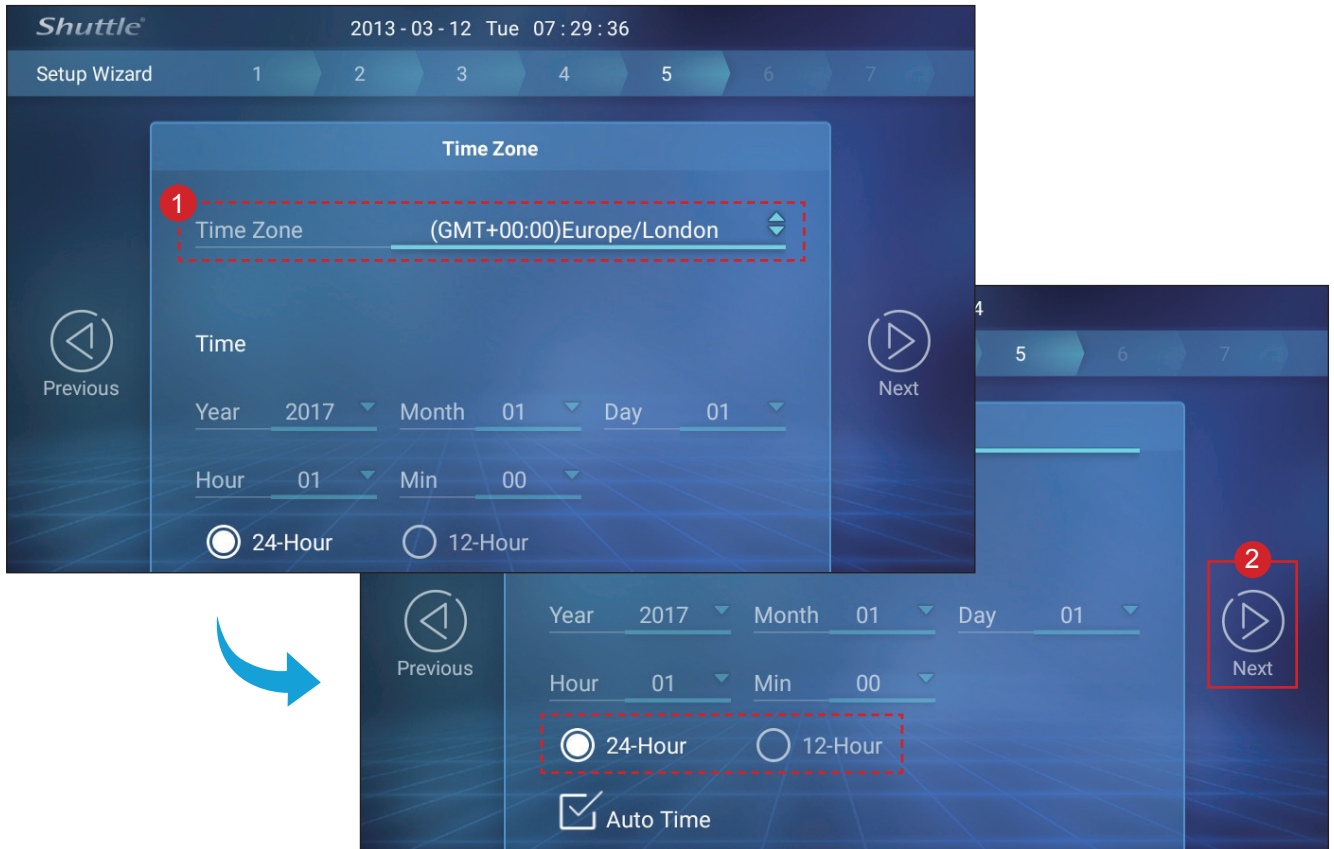 Shuttle 2013 - 03 - 12 Tue 07 : 29 : 36
Setup Wizard 1 2 3 4 5 6 7
Time Zone
1
Time Zone (GMT+00:00)Europe/London
Time
Previous
Next
Year 2017 Month 01 Day 01
Hour 01 Min 00
24-Hour 12-Hour
4
5 6 7
2
Year 2017 Month 01 Day 01
Previous
Next
Hour 01 Min 00
24-Hour 12-Hour
Auto Time